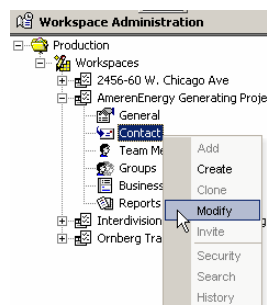 Workspace Administration
Production
Workspaces
2456-60 W. Chicago Ave
AmerenEnergy Generating Proje
General
Contact
Team Me
Groups
Business
Reports
Interdivision
g
Ornberg Tra
Add
Create
Clone
Modify
Invite
Security
Search
History